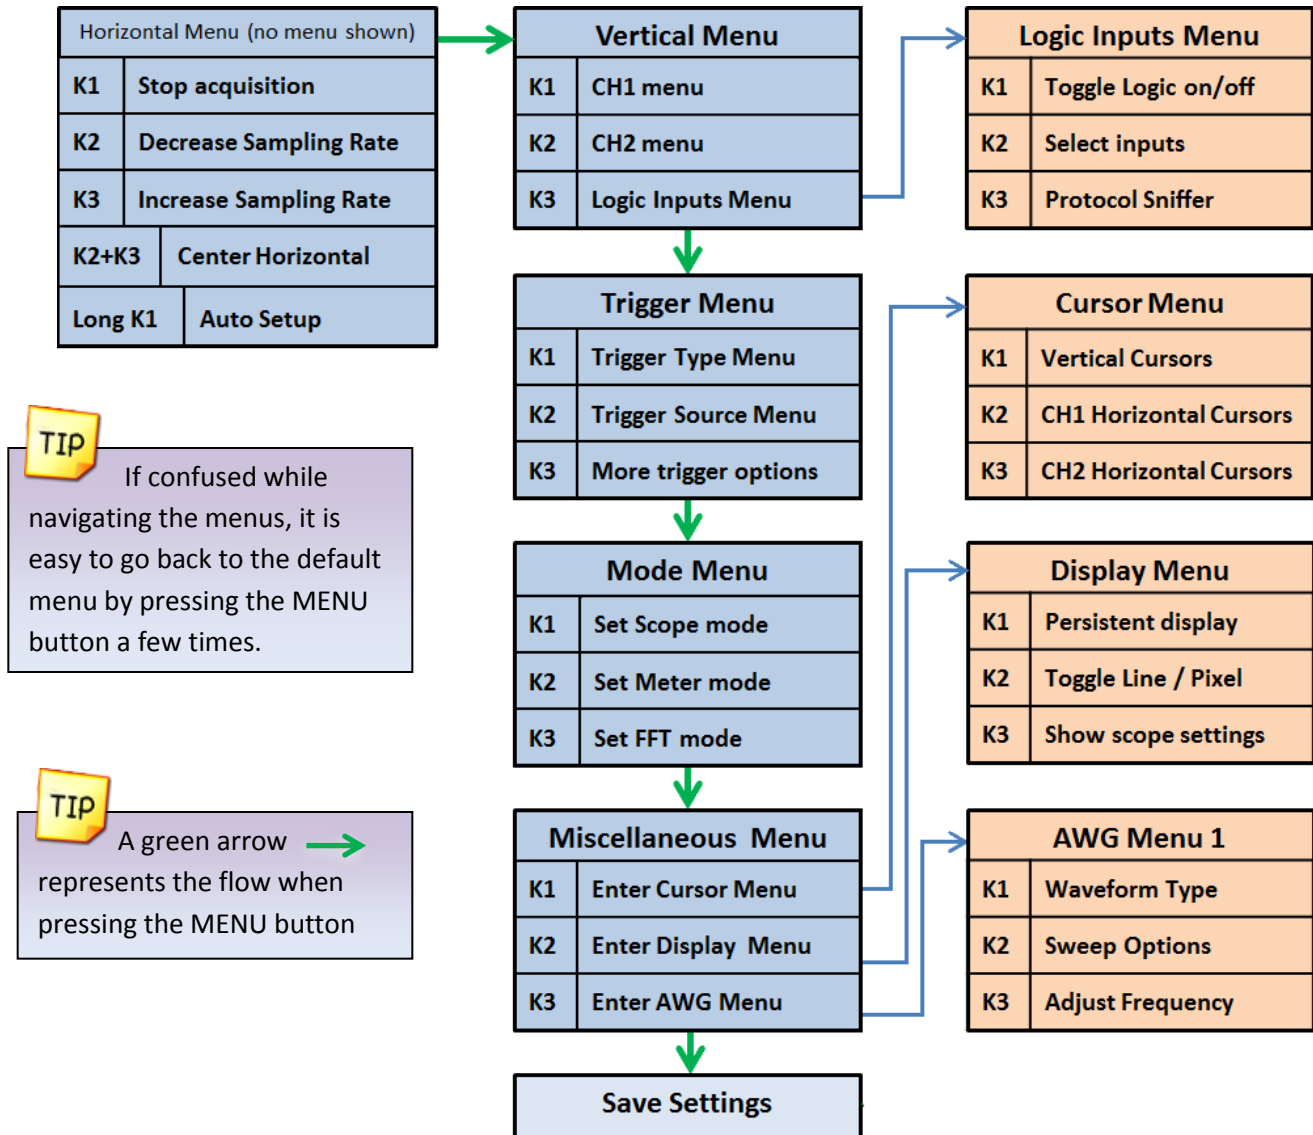 Horizontal Menu (no menu shown)
K1 Stop acquisition
K2 Decrease Sampling Rate
K3 Increase Sampling Rate
K2+K3 Center Horizontal
Long K1 Auto Setup
Vertical Menu
K1 CH1 menu
K2 CH2 menu
K3 Logic Inputs Menu
Logic Inputs Menu
K1 Toggle Logic on/off
K2 Select inputs
K3 Protocol Sniffer
Trigger Menu
K1 Trigger Type Menu
K2 Trigger Source Menu
K3 More trigger options
Cursor Menu
K1 Vertical Cursors
K2 CH1 Horizontal Cursors
K3 CH2 Horizontal Cursors
TIP
If confused while
navigating the menus, it is
easy to go back to the default
menu by pressing the MENU
button a few times.
Mode Menu
K1 Set Scope mode
K2 Set Meter mode
K3 Set FFT mode
Display Menu
K1 Persistent display
K2 Toggle Line / Pixel
K3 Show scope settings
TIP
A green arrow
represents the flow when
pressing the MENU button
Miscellaneous Menu
K1 Enter Cursor Menu
K2 Enter Display Menu
K3 Enter AWG Menu
AWG Menu 1
K1 Waveform Type
K2 Sweep Options
K3 Adjust Frequency
Save Settings